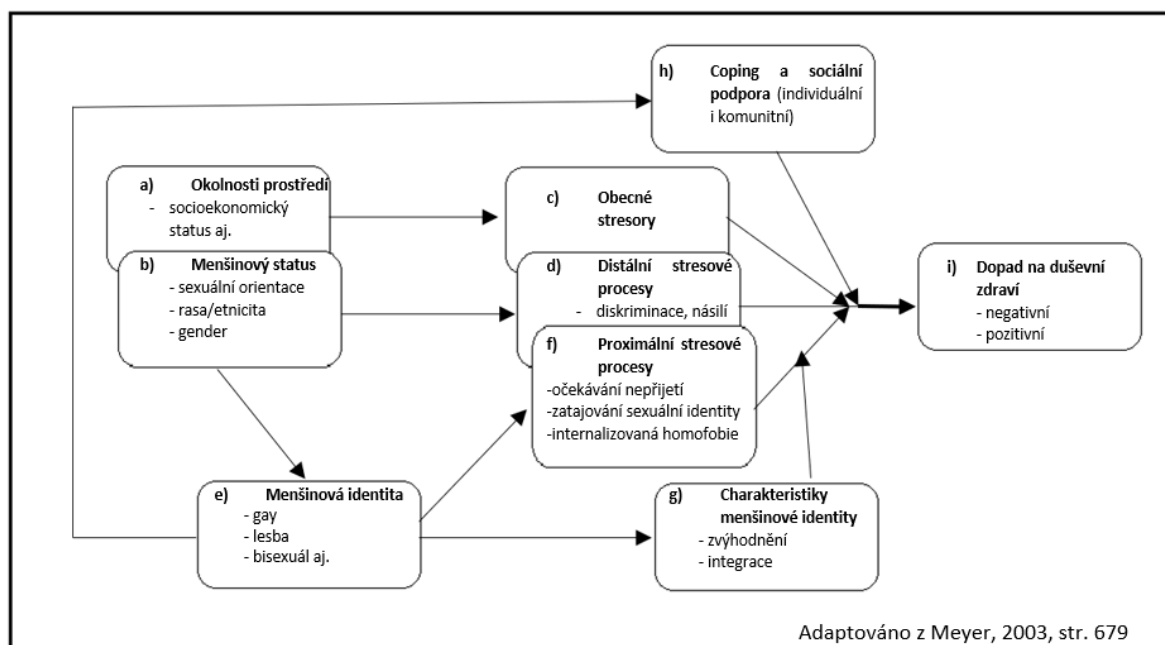 h) Coping a sociální
podpora (individuální
i komunitní)
a) Okolnosti prostředí
- socioekonomický
status aj.
b) Menšinový status
- sexuální orientace
- rasa/etnicita
- gender
c) Obecné
stresory
d) Distální stresové
procesy
- diskriminace, násilí
f) Proximální stresové
procesy
-očekávání nepřijetí
-zatajování sexuální identity
-internalizovaná homofobie
i) Dopad na duševní
zdraví
- negativní
- pozitivní
e) Menšinová identita
- gay
- lesba
- bisexuál aj.
g) Charakteristiky
menšinové identity
- zvýhodnění
- integrace
Adaptováno z Meyer, 2003, str. 679